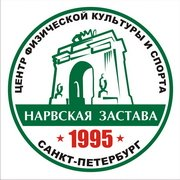 ЦЕНТР ФИЗИЧЕСКОЙ КУЛЬТУРЫ И СПОРТА
НАРВСКАЯ ЗАСТАВА
1995
САНКТ-ПЕТЕРБУРГ